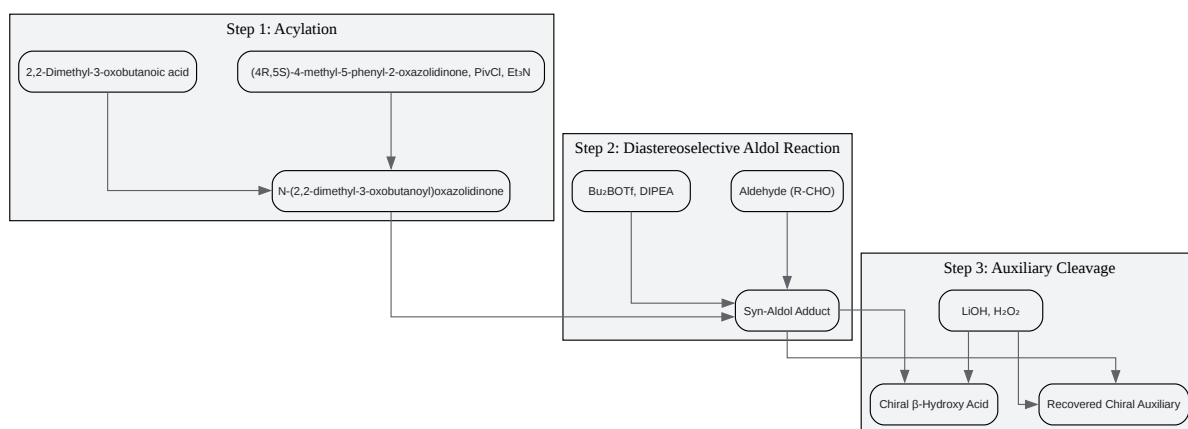 Step 1: Acylation
2,2-Dimethyl-3-oxobutanoic acid
(4R,5S)-4-methyl-5-phenyl-2-oxazolidinone, PivCl, Et₃N
N-(2,2-dimethyl-3-oxobutanoyl)oxazolidinone
Step 2: Diastereoselective Aldol Reaction
Bu₂BOTf, DIPEA
Aldehyde (R-CHO)
Syn-Aldol Adduct
Step 3: Auxiliary Cleavage
LiOH, H₂O₂
Chiral β-Hydroxy Acid
Recovered Chiral Auxiliary